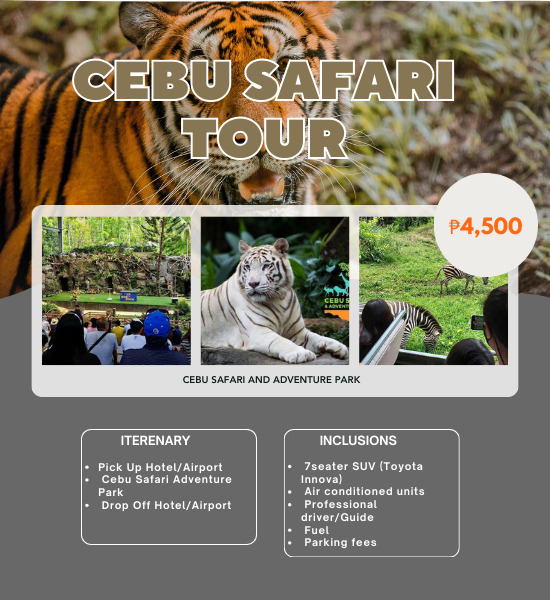 CEBU SAFARI
TOUR
₱4,500
CEBU SAFARI AND ADVENTURE PARK
ITERENARY
• Pick Up Hotel/Airport
• Cebu Safari Adventure
Park
• Drop Off Hotel/Airport
INCLUSIONS
• 7seater SUV (Toyota
Innova)
• Air conditioned units
• Professional
driver/Guide
• Fuel
• Parking fees